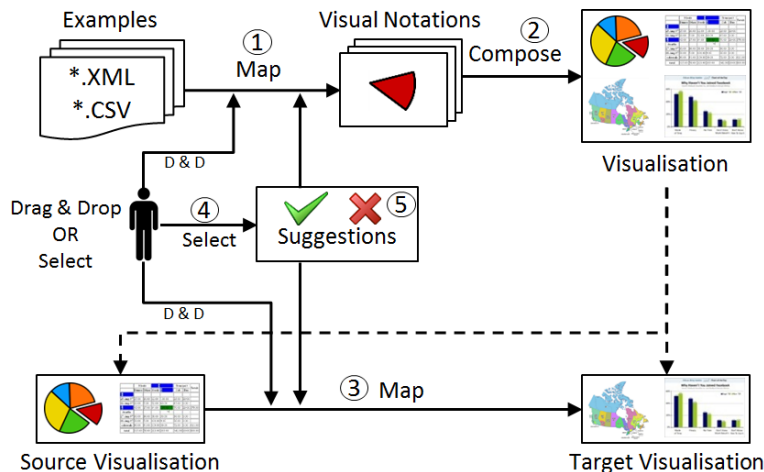 Examples
*.XML
*.CSV
1
Map
Visual Notations
2
Compose
Visualisation
D & D
Drag & Drop
OR
Select
4
Select
5
Suggestions
D & D
3 Map
Source Visualisation
Target Visualisation